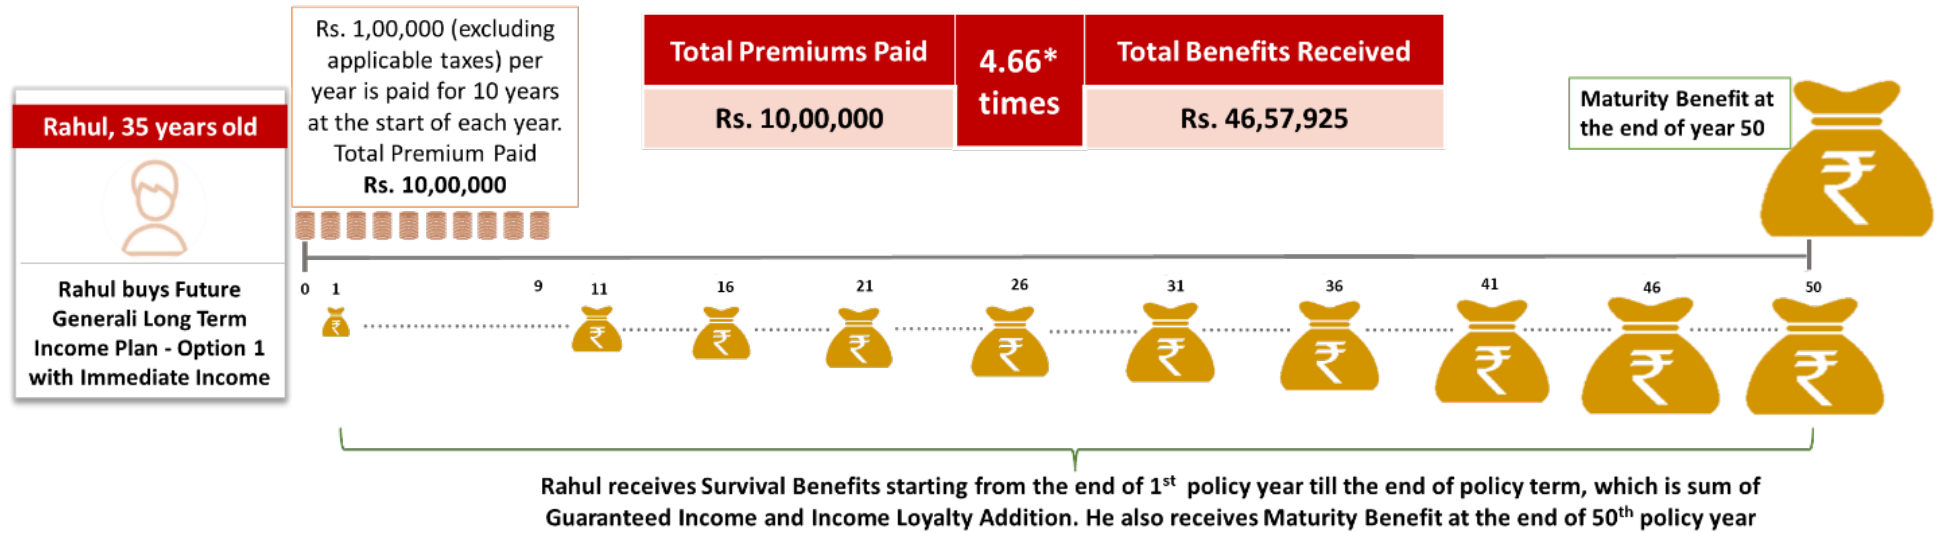 Rs. 1,00,000 (excluding
applicable taxes) per
year is paid for 10 years
at the start of each year.
Total Premium Paid
Rs. 10,00,000
Total Premiums Paid
4.66*
times
Total Benefits Received
Rs. 10,00,000
Rs. 46,57,925
Maturity Benefit at
the end of year 50
₹
Rahul, 35 years old
Rahul buys Future
Generali Long Term
Income Plan - Option 1
with Immediate Income
0 1 9 11 16 21 26 31 36 41 46 50
₹ ₹ ₹ ₹ ₹ ₹ ₹ ₹ ₹ ₹
Rahul receives Survival Benefits starting from the end of 1st policy year till the end of policy term, which is sum of
Guaranteed Income and Income Loyalty Addition. He also receives Maturity Benefit at the end of 50th policy year